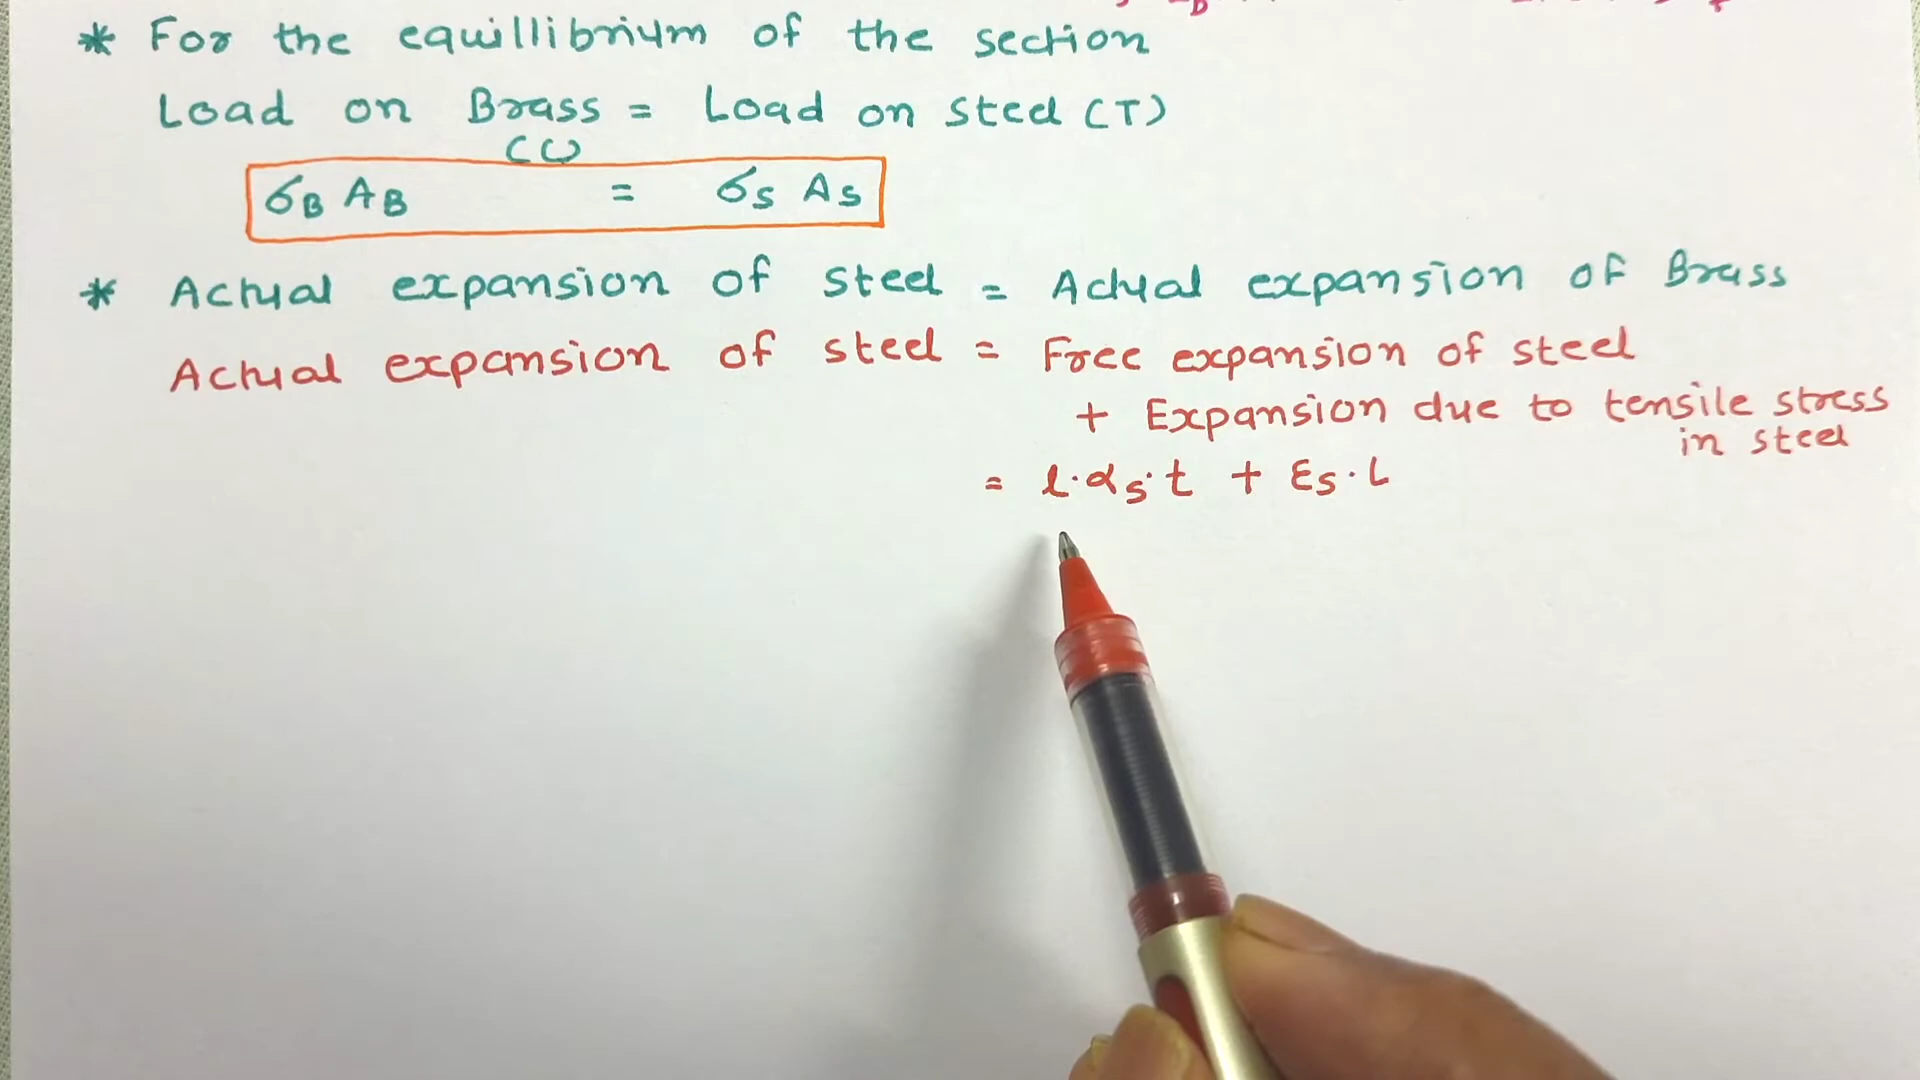 * For the equillibrium of the section
Load on Brass = Load on steel (T)
(C)
σB AB = σS AS
* Actual expansion of steel = Actual expansion of Brass
Actual expansion of steel = Free expansion of steel
+ Expansion due to tensile stress
in steel
= l·αs·t + εs·L